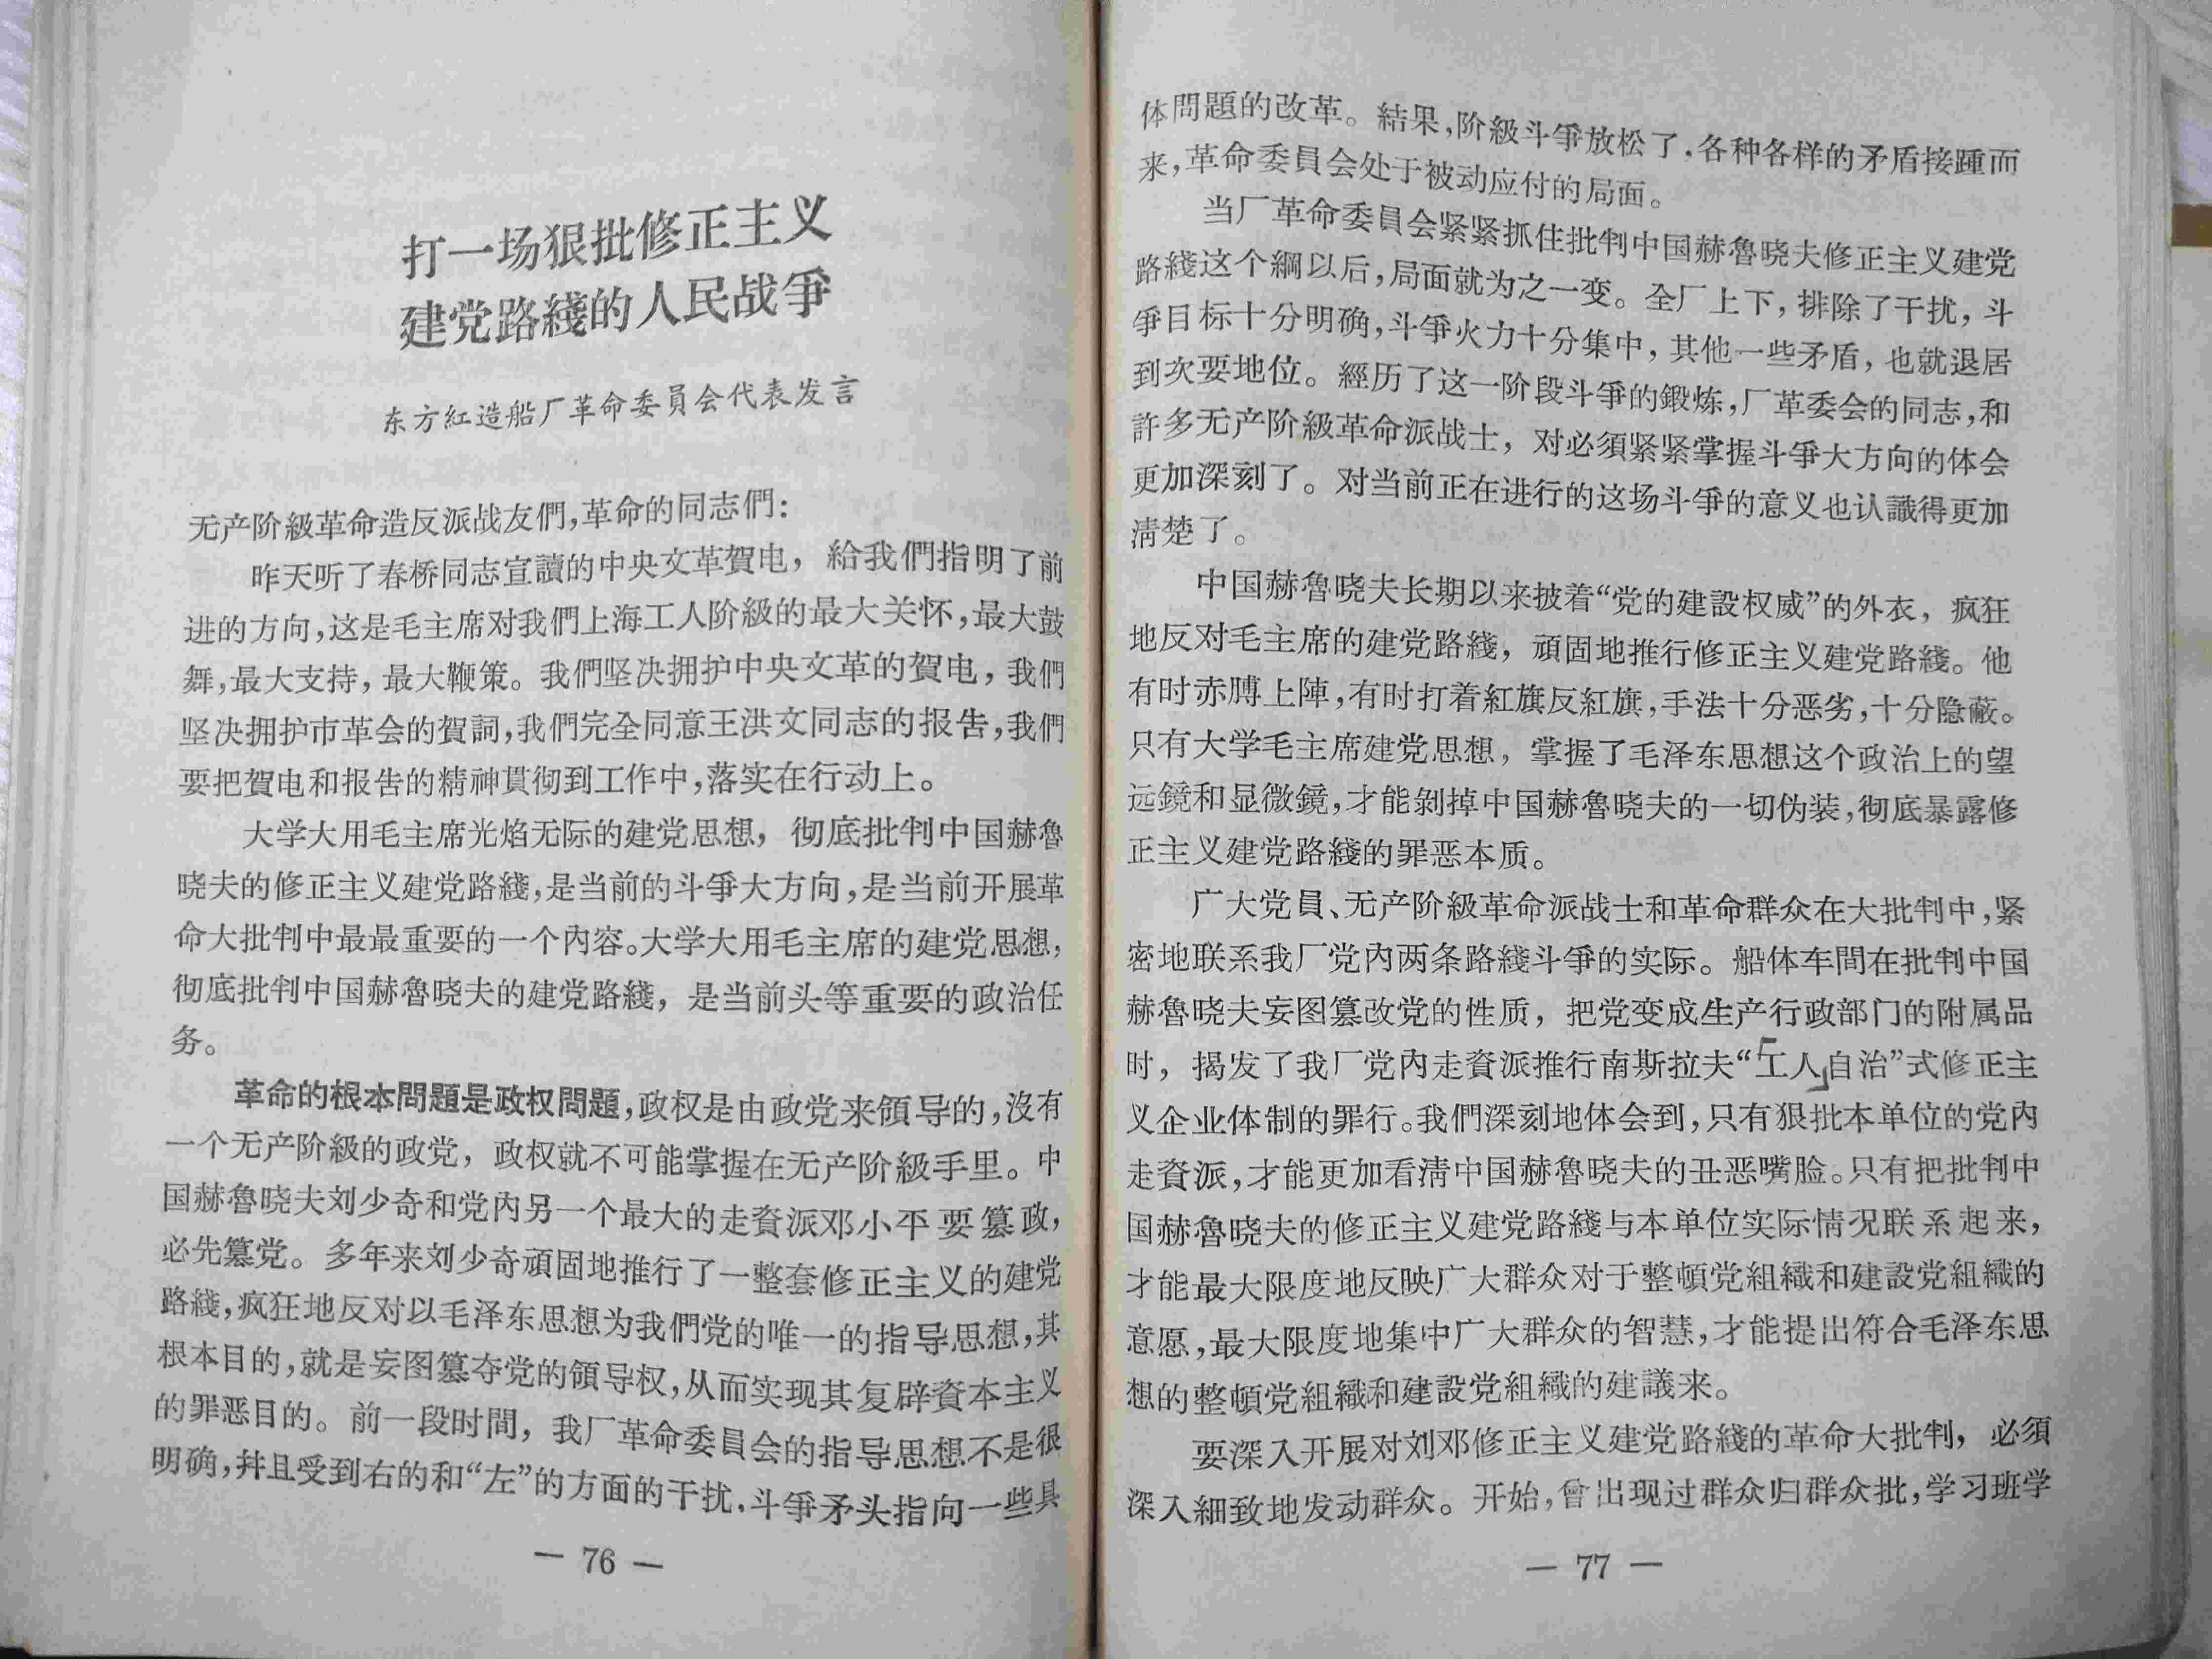 打一场狠批修正主义
建党路綫的人民战爭
东方紅造船厂革命委員会代表发言
无产阶級革命造反派战友們,革命的同志們：
昨天听了春桥同志宣讀的中央文革賀电，給我們指明了前
进的方向,这是毛主席对我們上海工人阶級的最大关怀,最大鼓
舞,最大支持，最大鞭策。我們坚决拥护中央文革的賀电，我們
坚决拥护市革会的賀詞,我們完全同意王洪文同志的报告,我們
要把賀电和报告的精神貫彻到工作中,落实在行动上。
大学大用毛主席光焰无际的建党思想，彻底批判中国赫魯
晓夫的修正主义建党路綫,是当前的斗爭大方向,是当前开展革
命大批判中最最重要的一个內容。大学大用毛主席的建党思想,
彻底批判中国赫魯晓夫的建党路綫，是当前头等重要的政治任
务。
革命的根本問題是政权問題,政权是由政党来領导的,沒有
一个无产阶級的政党，政权就不可能掌握在无产阶級手里。中
国赫魯晓夫刘少奇和党內另一个最大的走資派邓小平要篡政,
必先篡党。多年来刘少奇頑固地推行了一整套修正主义的建党
路綫,疯狂地反对以毛泽东思想为我們党的唯一的指导思想,其
根本目的,就是妄图篡夺党的領导权,从而实现其复辟資本主义
的罪恶目的。前一段时間，我厂革命委員会的指导思想不是很
明确,幷且受到右的和“左”的方面的干扰.斗爭矛头指向一些具
— 76 —
体問題的改革。結果,阶級斗爭放松了.各种各样的矛盾接踵而
来,革命委員会处于被动应付的局面。
当厂革命委員会紧紧抓住批判中国赫魯晓夫修正主义建党
路綫这个綱以后,局面就为之一变。全厂上下,排除了干扰，斗
爭目标十分明确,斗爭火力十分集中，其他一些矛盾，也就退居
到次要地位。經历了这一阶段斗爭的鍛炼,厂革委会的同志,和
許多无产阶級革命派战士，对必須紧紧掌握斗爭大方向的体会
更加深刻了。对当前正在进行的这场斗爭的意义也认識得更加
淸楚了。
中国赫魯晓夫长期以来披着“党的建設权威”的外衣，疯狂
地反对毛主席的建党路綫，頑固地推行修正主义建党路綫。他
有时赤膊上陣,有时打着紅旗反紅旗,手法十分恶劣,十分隐蔽。
只有大学毛主席建党思想，掌握了毛泽东思想这个政治上的望
远鏡和显微鏡,才能剝掉中国赫魯晓夫的一切伪装,彻底暴露修
正主义建党路綫的罪恶本质。
广大党員、无产阶級革命派战士和革命群众在大批判中,紧
密地联系我厂党內两条路綫斗爭的实际。船体车間在批判中国
赫魯晓夫妄图篡改党的性质，把党变成生产行政部门的附属品
时，揭发了我厂党內走資派推行南斯拉夫“工人自治”式修正主
义企业体制的罪行。我們深刻地体会到,只有狠批本单位的党內
走資派,才能更加看淸中国赫魯晓夫的丑恶嘴脸。只有把批判中
国赫魯晓夫的修正主义建党路綫与本单位实际情况联系起来,
才能最大限度地反映广大群众对于整頓党組織和建設党組織的
意愿,最大限度地集中广大群众的智慧,才能提出符合毛泽东思
想的整頓党組織和建設党組織的建議来。
要深入开展对刘邓修正主义建党路綫的革命大批判，必須
深入細致地发动群众。开始,曾出现过群众归群众批,学习班学
— 77 —